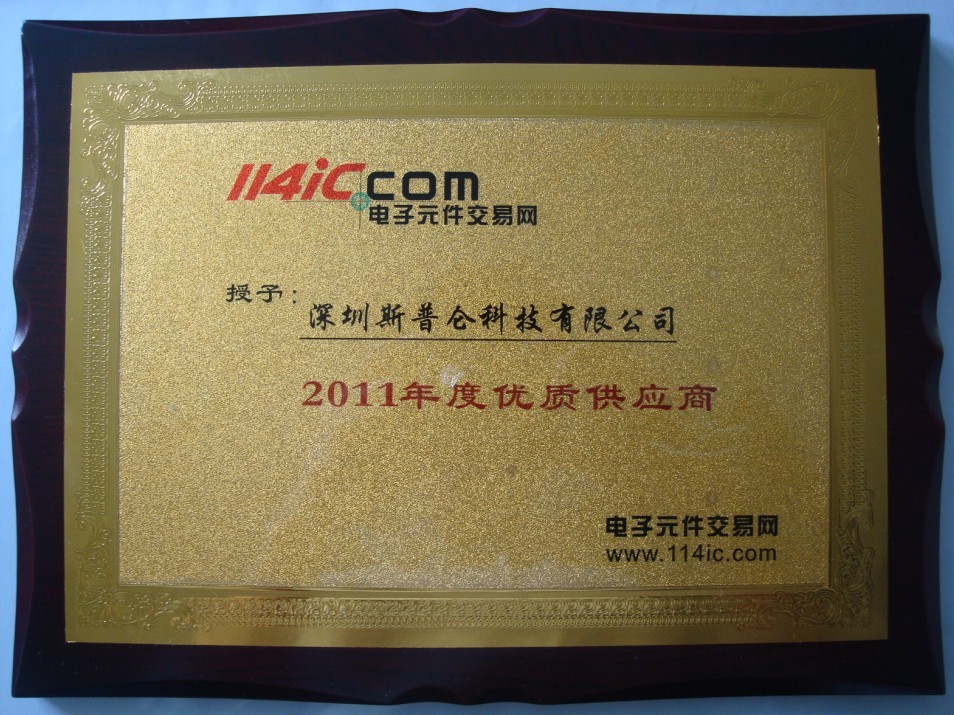 114ic.com
电子元件交易网
授予：
深圳斯普仑科技有限公司
2011年度优质供应商
电子元件交易网
www.114ic.com